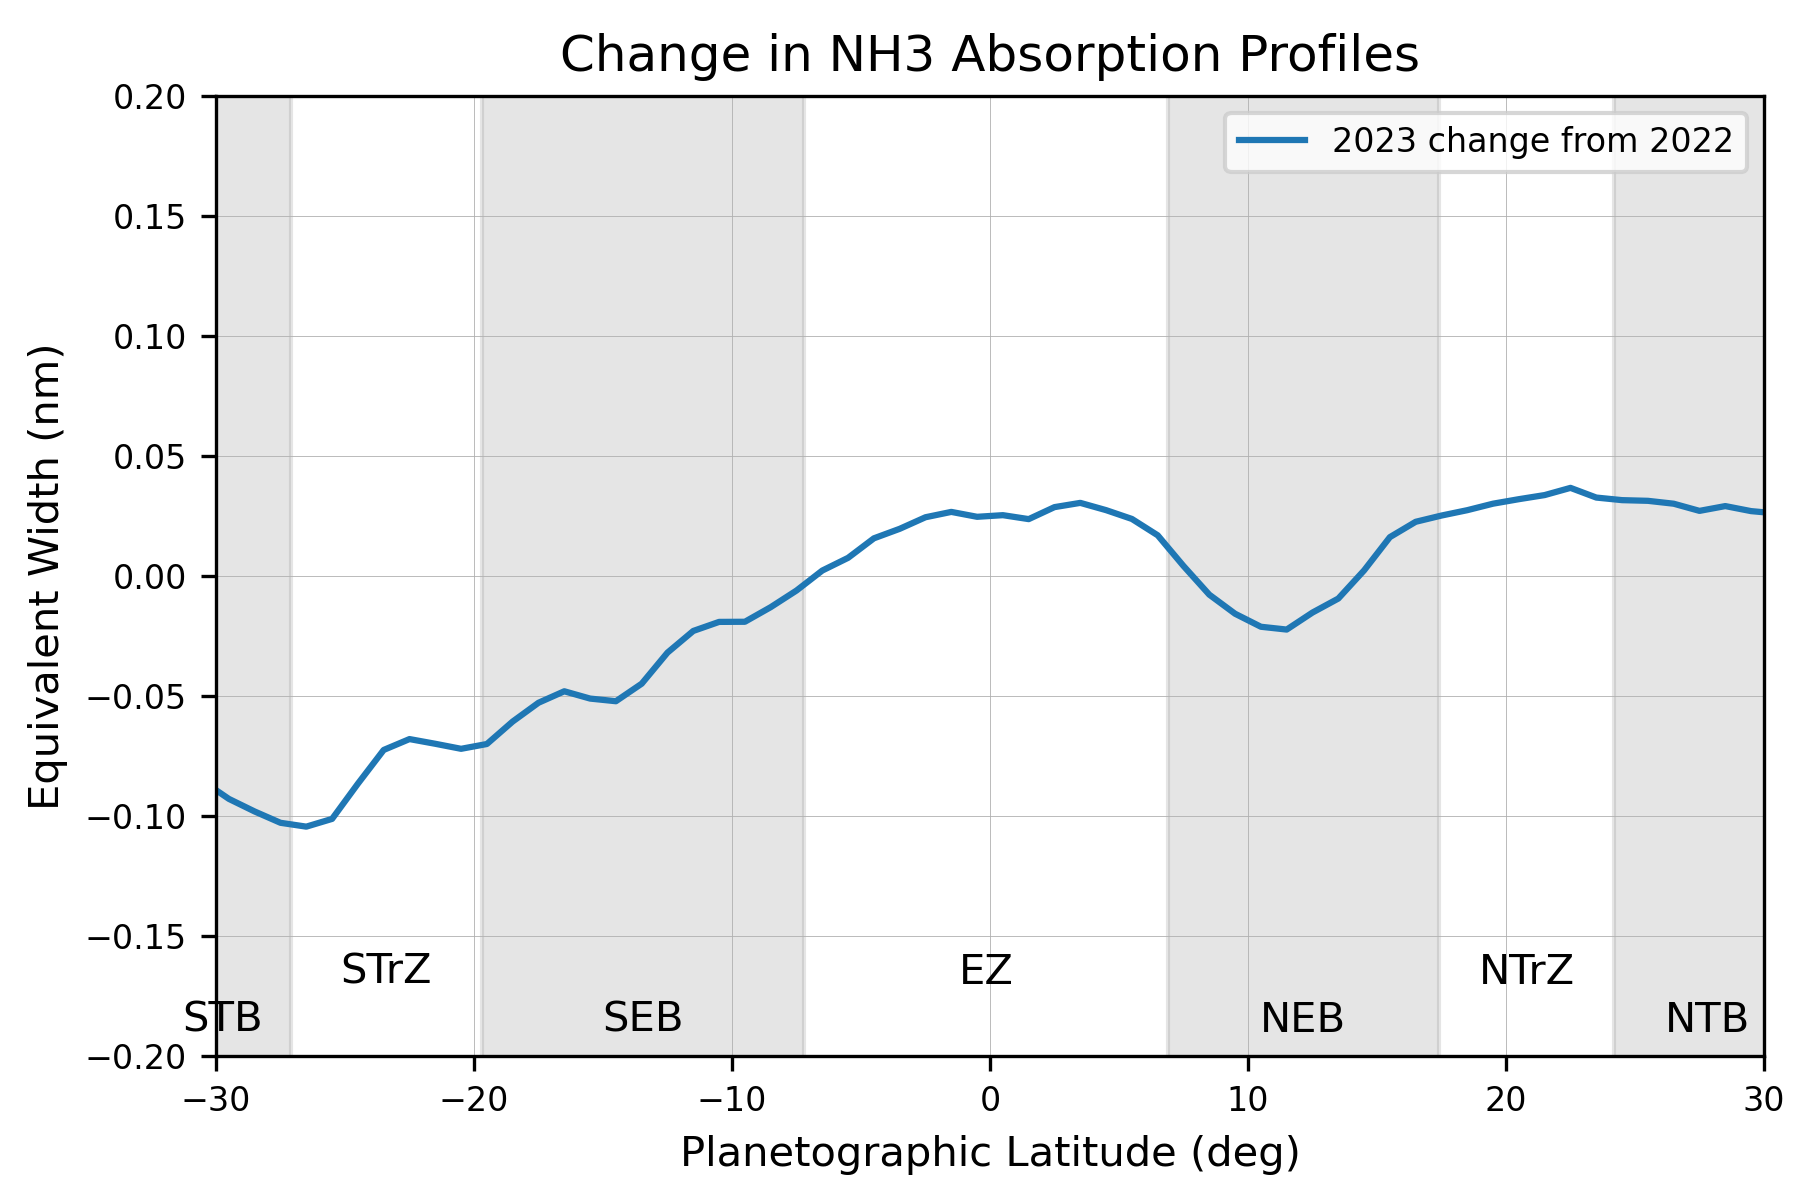 Change in NH3 Absorption Profiles
0.20
0.15
0.10
0.05
0.00
−0.05
−0.10
−0.15
−0.20
Equivalent Width (nm)
2023 change from 2022
STrZ
EZ
NTrZ
STB
SEB
NEB
NTB
−30
−20
−10
0
10
20
30
Planetographic Latitude (deg)